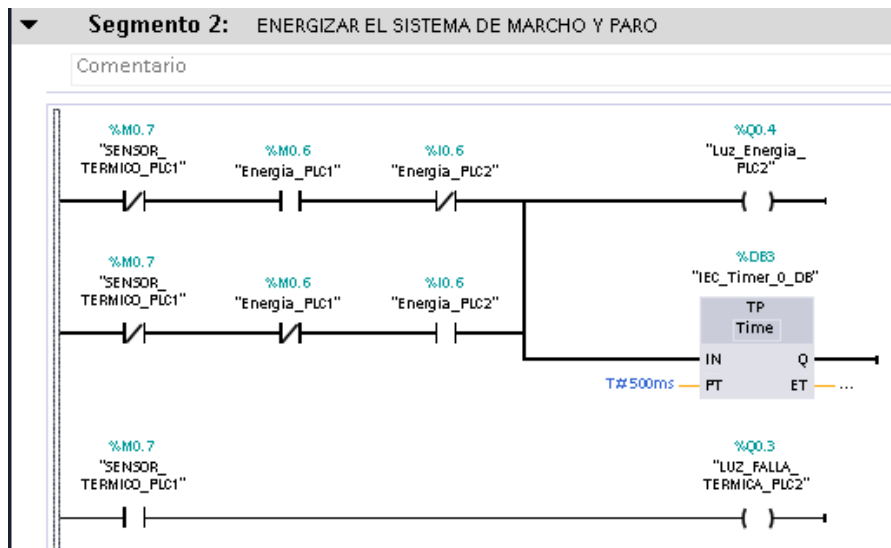 Segmento 2: ENERGIZAR EL SISTEMA DE MARCHO Y PARO
Comentario
%M0.7
"SENSOR_
TERMICO_PLC1"
%M0.6
"Energia_PLC1"
%I0.6
"Energia_PLC2"
%Q0.4
"Luz_Energia_
PLC2"
%M0.7
"SENSOR_
TERMICO_PLC1"
%M0.6
"Energia_PLC1"
%I0.6
"Energia_PLC2"
%DB3
"IEC_Timer_0_DB"
TP
Time
IN Q
T#500ms PT ET ...
%M0.7
"SENSOR_
TERMICO_PLC1"
%Q0.3
"LUZ_FALLA_
TERMICA_PLC2"